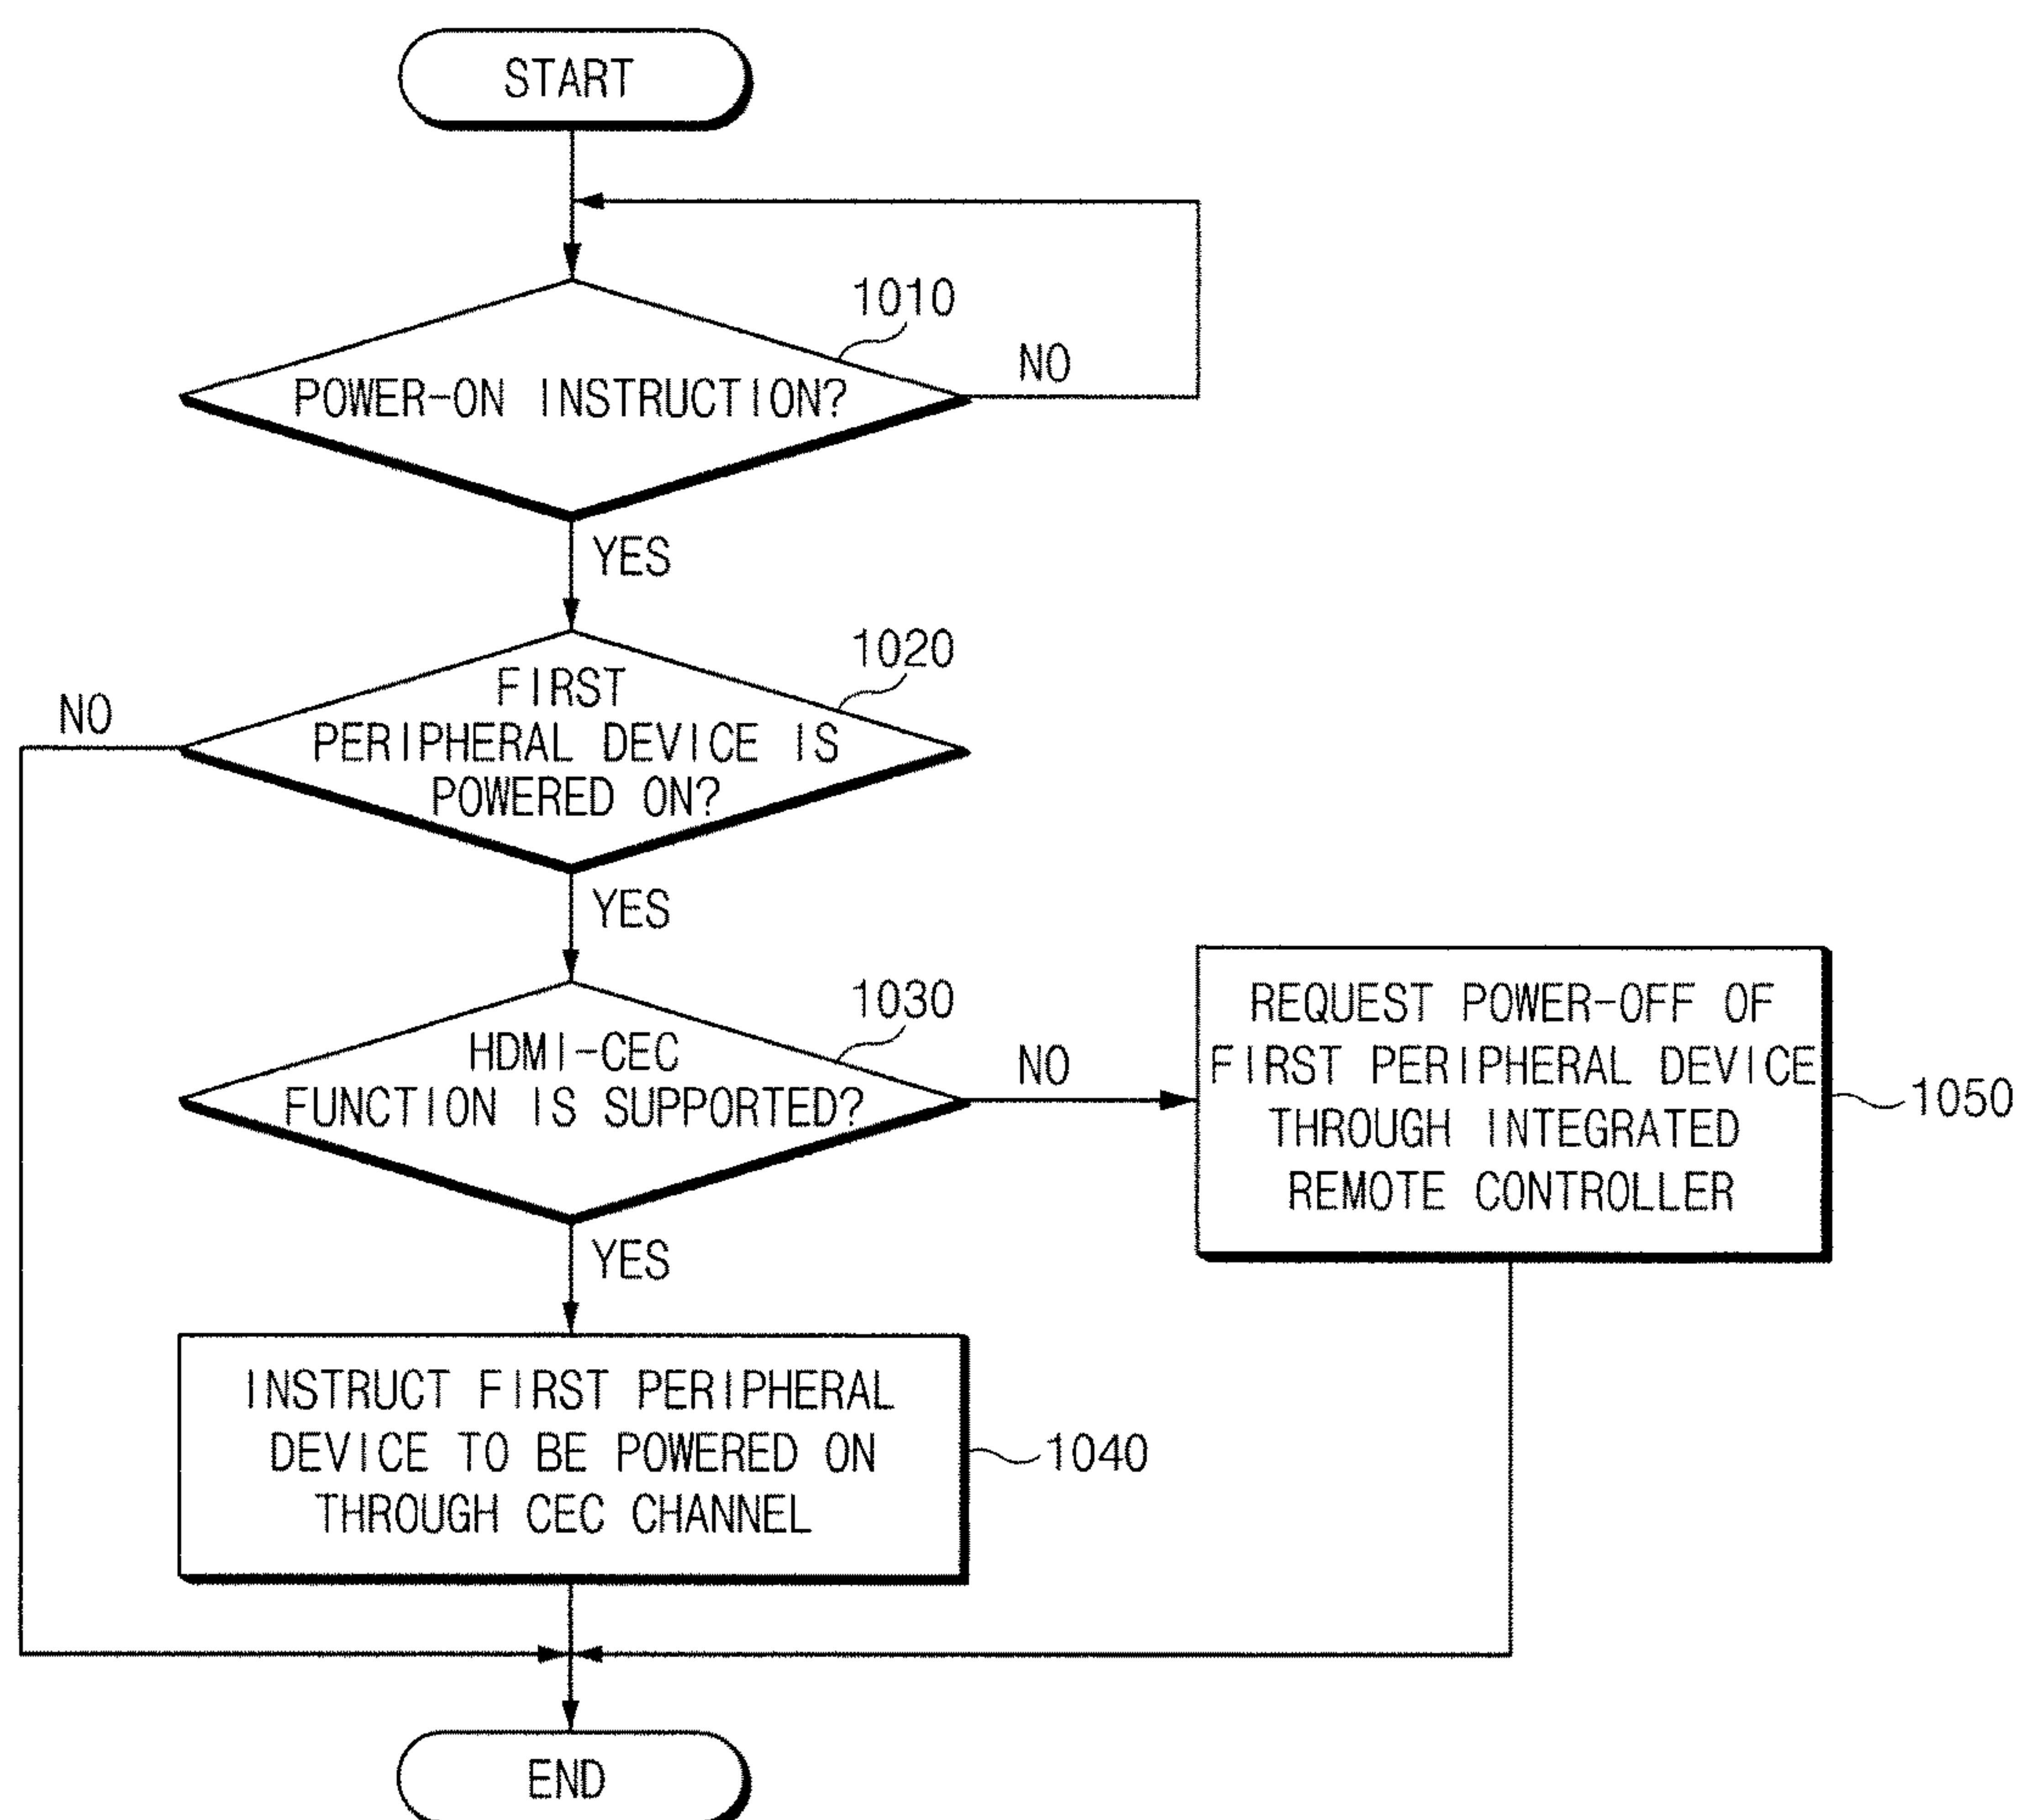 START
1010
NO
POWER-ON INSTRUCTION?
YES
1020
NO
FIRST
PERIPHERAL DEVICE IS
POWERED ON?
YES
1030
HDMI-CEC
FUNCTION IS SUPPORTED?
NO
REQUEST POWER-OFF OF
FIRST PERIPHERAL DEVICE
THROUGH INTEGRATED
REMOTE CONTROLLER
1050
YES
INSTRUCT FIRST PERIPHERAL
DEVICE TO BE POWERED ON
THROUGH CEC CHANNEL
1040
END